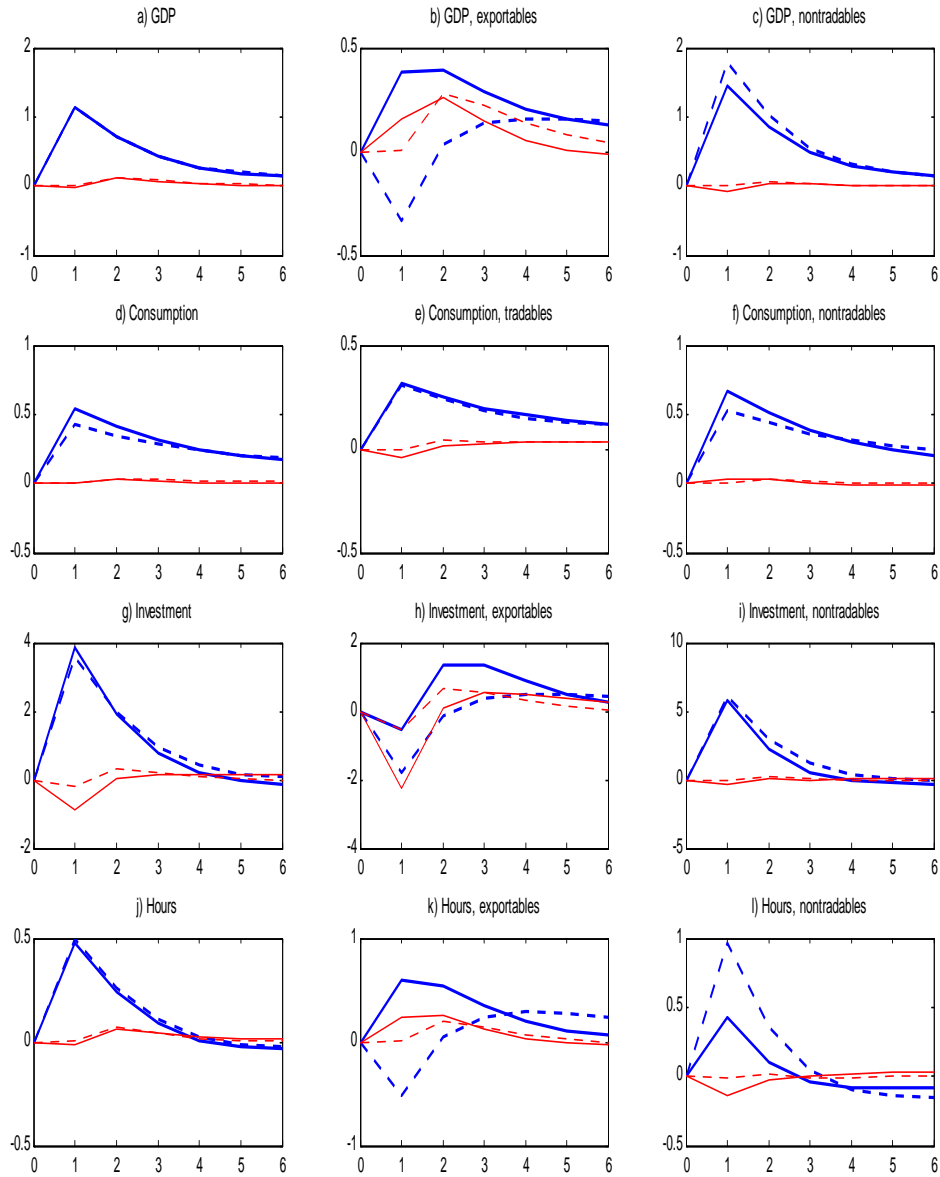 a) GDP
b) GDP, exportables
c) GDP, nontradables
2
1
0
-1
0 1 2 3 4 5 6
0.5
0
-0.5
0 1 2 3 4 5 6
2
1
0
-1
0 1 2 3 4 5 6
d) Consumption
e) Consumption, tradables
f) Consumption, nontradables
1
0.5
0
-0.5
0 1 2 3 4 5 6
0.5
0
-0.5
0 1 2 3 4 5 6
1
0.5
0
-0.5
0 1 2 3 4 5 6
g) Investment
h) Investment, exportables
i) Investment, nontradables
4
2
0
-2
0 1 2 3 4 5 6
2
0
-2
-4
0 1 2 3 4 5 6
10
5
0
-5
0 1 2 3 4 5 6
j) Hours
k) Hours, exportables
l) Hours, nontradables
0.5
0
-0.5
0 1 2 3 4 5 6
1
0
-1
0 1 2 3 4 5 6
1
0.5
0
-0.5
0 1 2 3 4 5 6